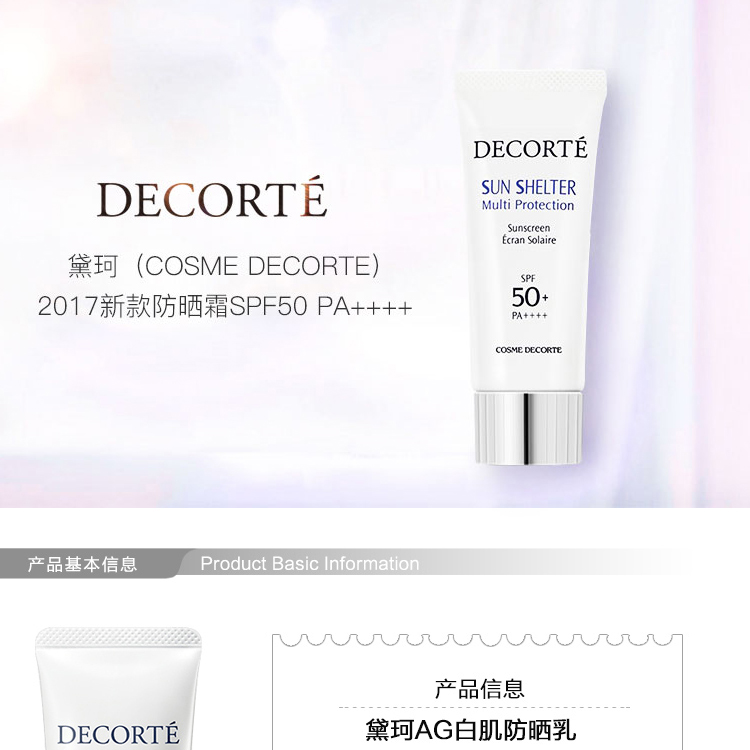 DECORTÉ
黛珂（COSME DECORTE）
2017新款防晒霜SPF50 PA++++
DECORTÉ
SUN SHELTER
Multi Protection
Sunscreen
Écran Solaire
SPF
50+
PA++++
COSME DECORTE
产品基本信息
Product Basic Information
DECORTÉ
产品信息
黛珂AG白肌防晒乳